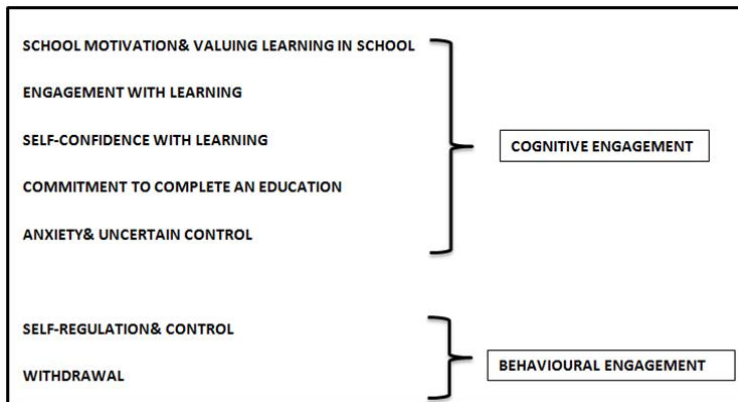 SCHOOL MOTIVATION& VALUING LEARNING IN SCHOOL
ENGAGEMENT WITH LEARNING
SELF-CONFIDENCE WITH LEARNING
COGNITIVE ENGAGEMENT
COMMITMENT TO COMPLETE AN EDUCATION
ANXIETY& UNCERTAIN CONTROL
SELF-REGULATION& CONTROL
BEHAVIOURAL ENGAGEMENT
WITHDRAWAL